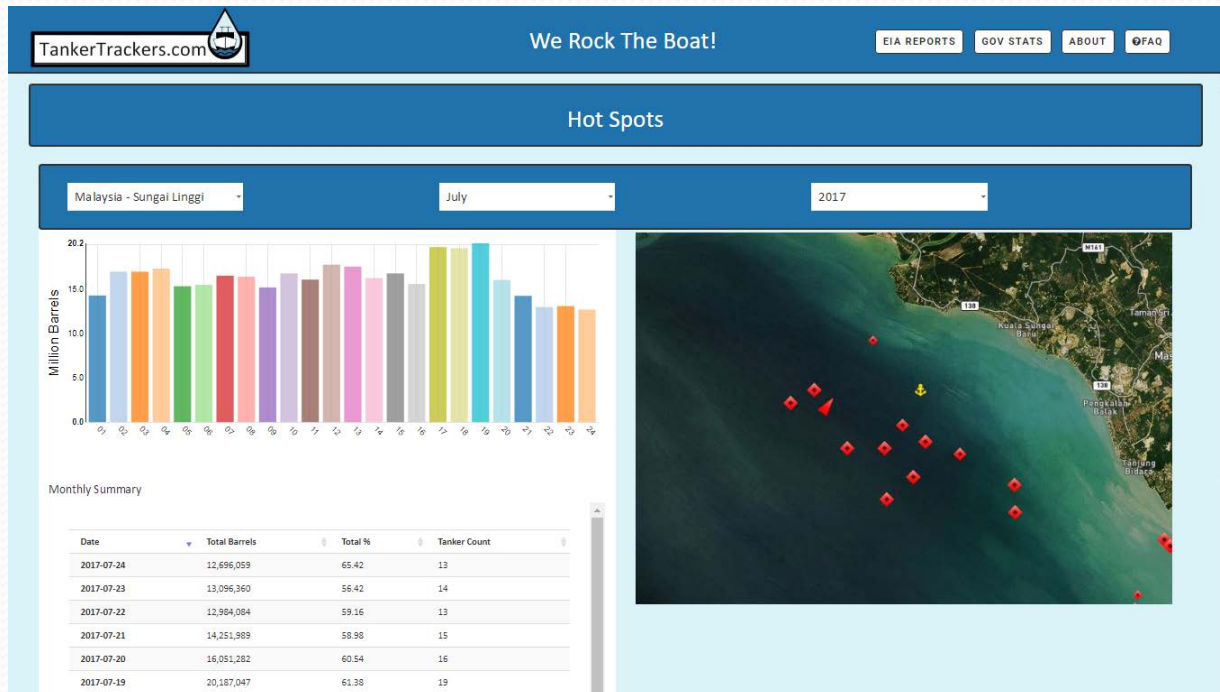 TankerTrackers.com
We Rock The Boat!
EIA REPORTS GOV STATS ABOUT FAQ
Hot Spots
Malaysia - Sungai Linggi July 2017
Million Barrels
20.2
15.0
10.0
5.0
0.0
01 02 03 04 05 06 07 08 09 10 11 12 13 14 15 16 17 18 19 20 21 22 23 24
M161
138
Taman Sri
Kuala Sungai
Baru
Mas
138
Pengkalan
Balak
Tanjung
Bidara
Monthly Summary
Date Total Barrels Total % Tanker Count
2017-07-24 12,696,059 65.42 13
2017-07-23 13,096,360 56.42 14
2017-07-22 12,984,084 59.16 13
2017-07-21 14,251,989 58.98 15
2017-07-20 16,051,282 60.54 16
2017-07-19 20,187,047 61.38 19